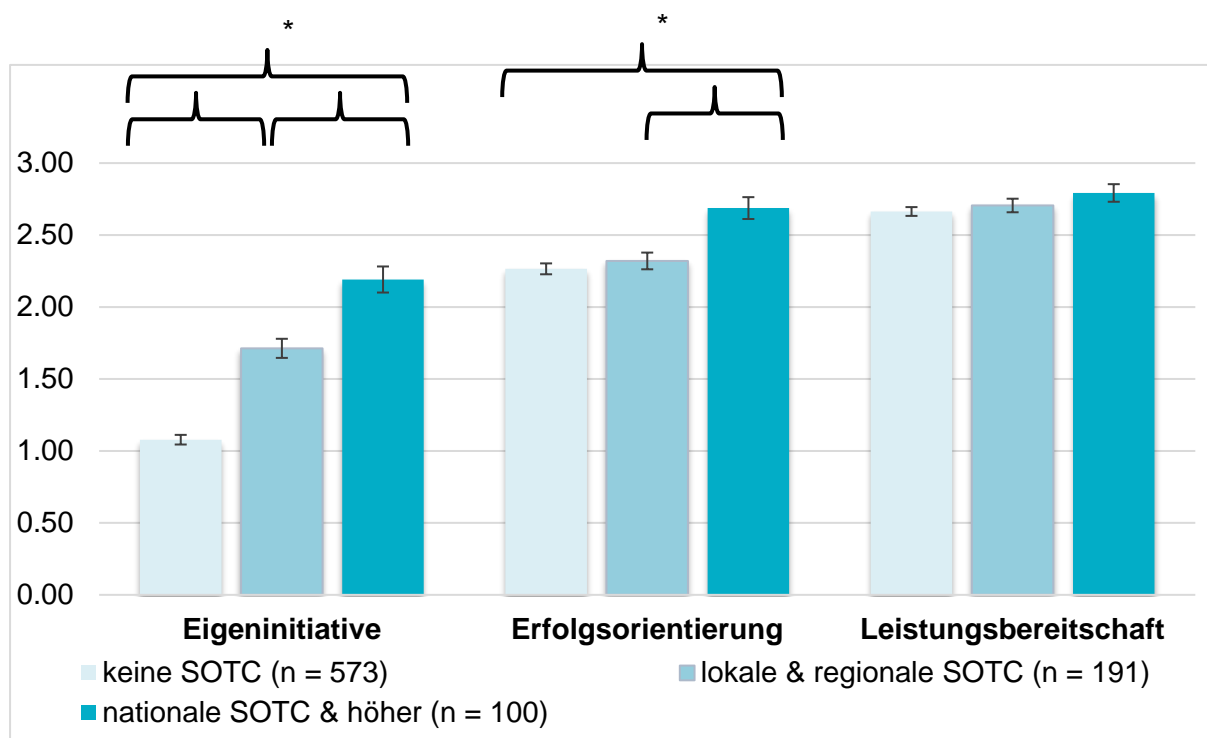 * *
3.00
2.50
2.00
1.50
1.00
0.50
0.00
Eigeninitiative Erfolgsorientierung Leistungsbereitschaft
keine SOTC (n = 573) lokale & regionale SOTC (n = 191)
nationale SOTC & höher (n = 100)